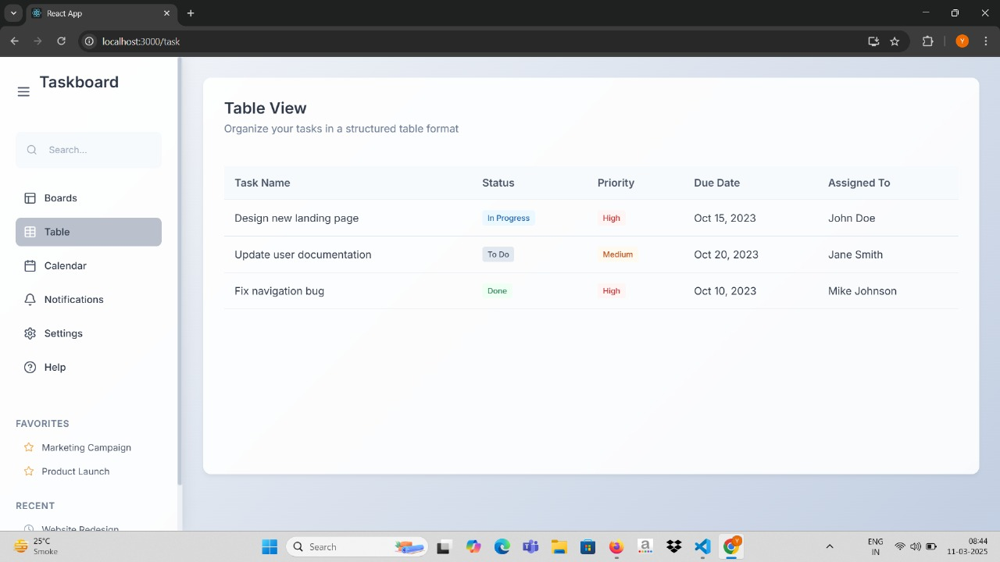 React App
localhost:3000/task
Y
Taskboard
Search...
Boards
Table
Calendar
Notifications
Settings
Help
FAVORITES
Marketing Campaign
Product Launch
RECENT
Website Redesign
Table View
Organize your tasks in a structured table format
Task Name Status Priority Due Date Assigned To
Design new landing page In Progress High Oct 15, 2023 John Doe
Update user documentation To Do Medium Oct 20, 2023 Jane Smith
Fix navigation bug Done High Oct 10, 2023 Mike Johnson
25°C
Smoke
Search
a
Y
ENG
IN
08:44
11-03-2025